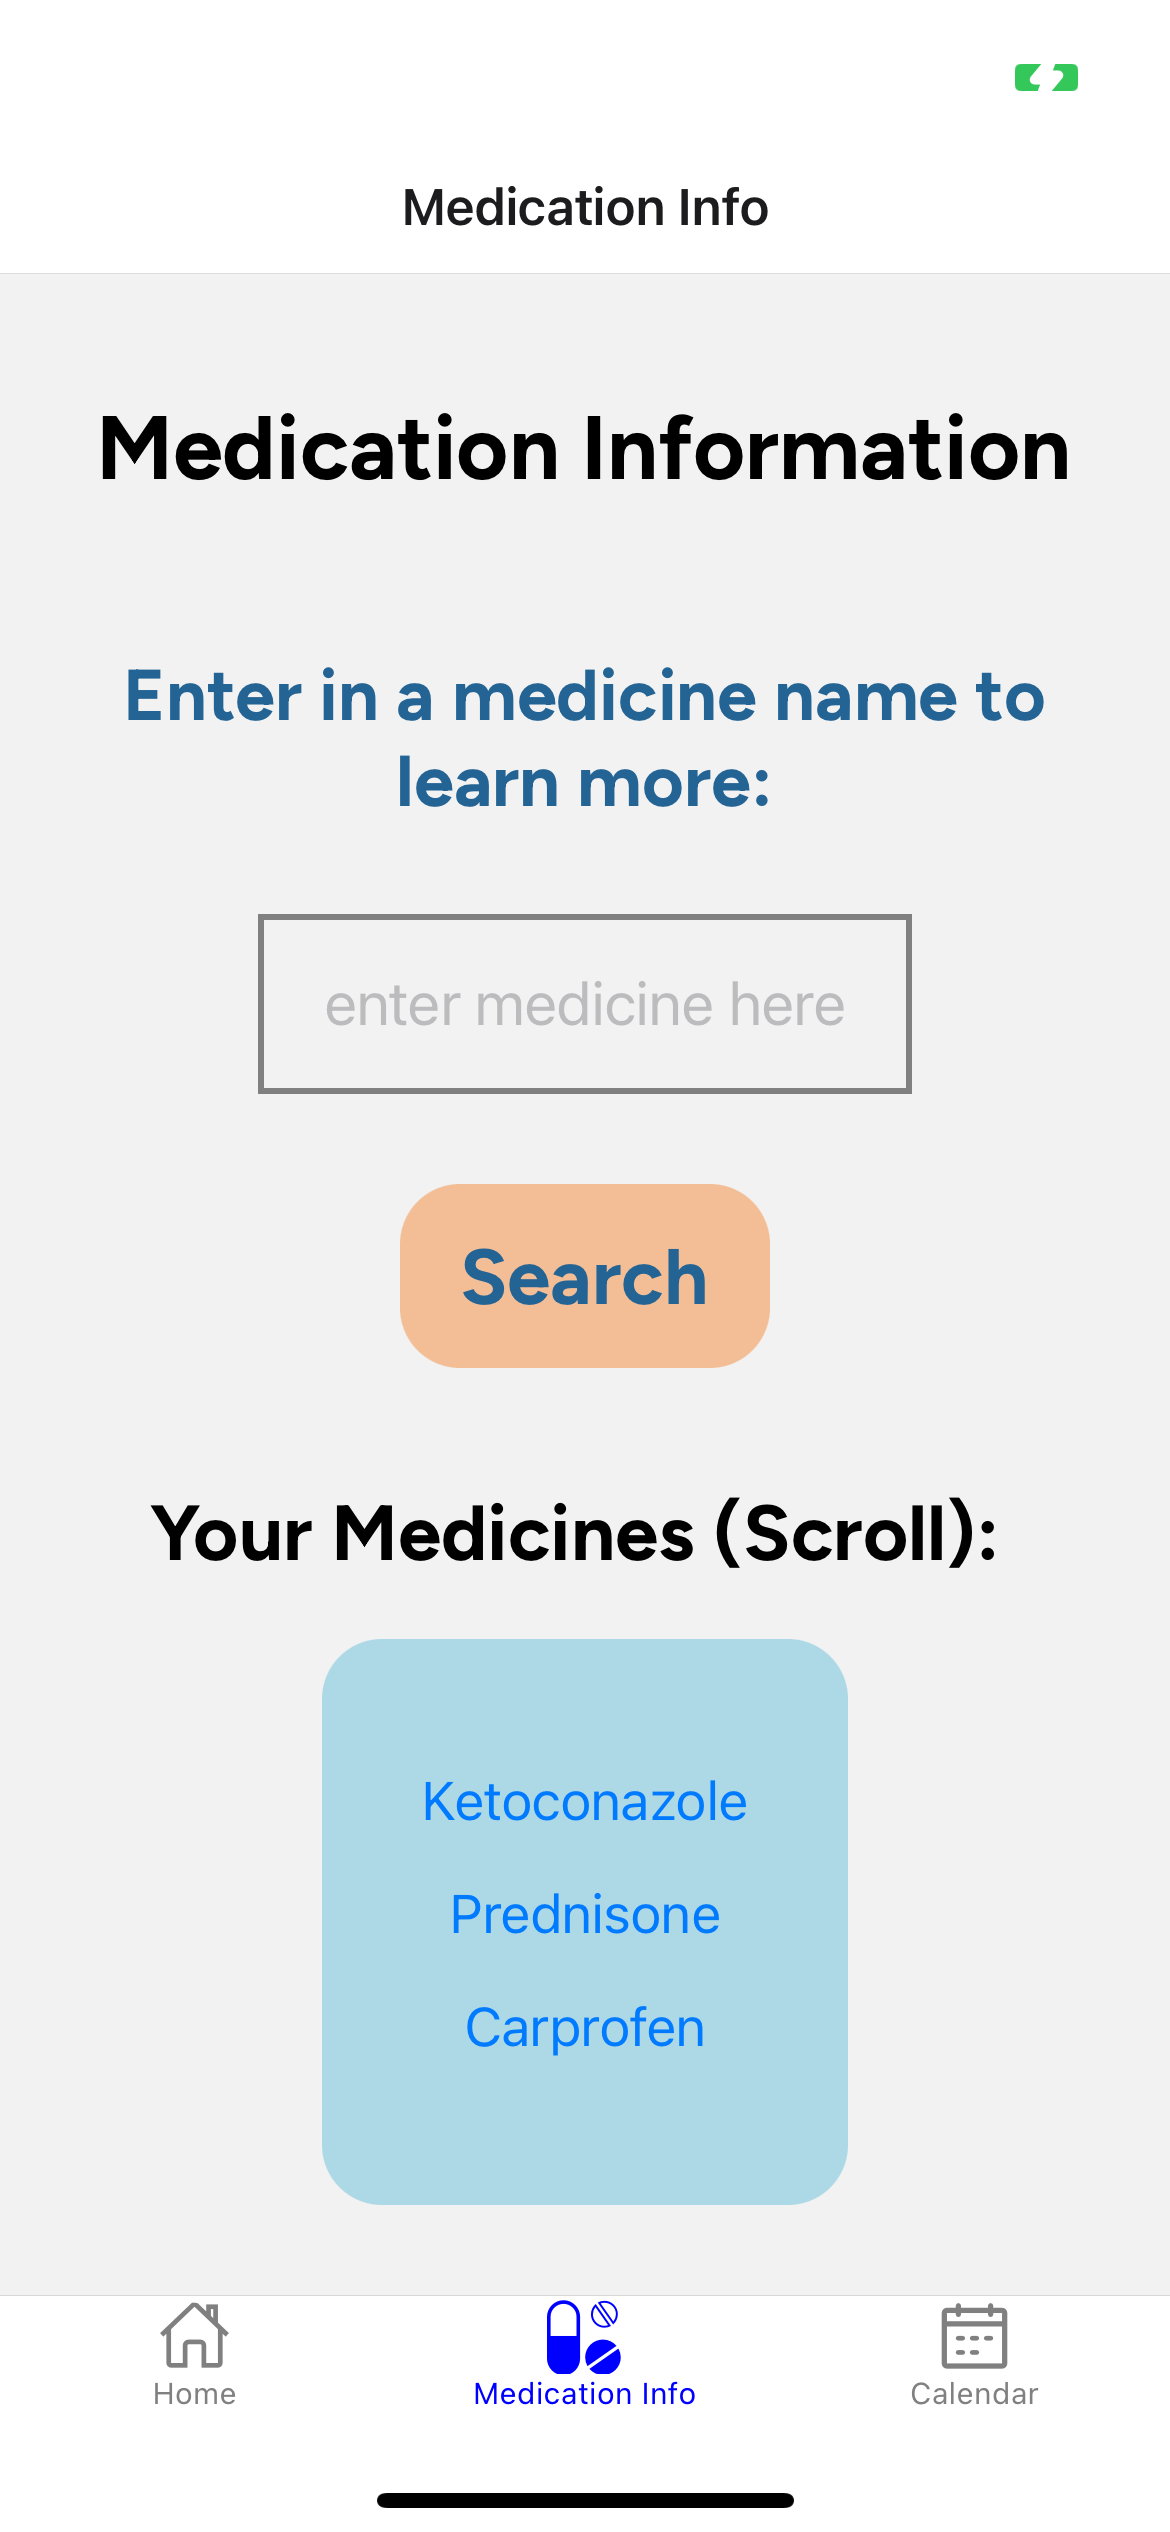 Medication Info
Medication Information
Enter in a medicine name to
learn more:
enter medicine here
Search
Your Medicines (Scroll):
Ketoconazole
Prednisone
Carprofen
Home
Medication Info
Calendar